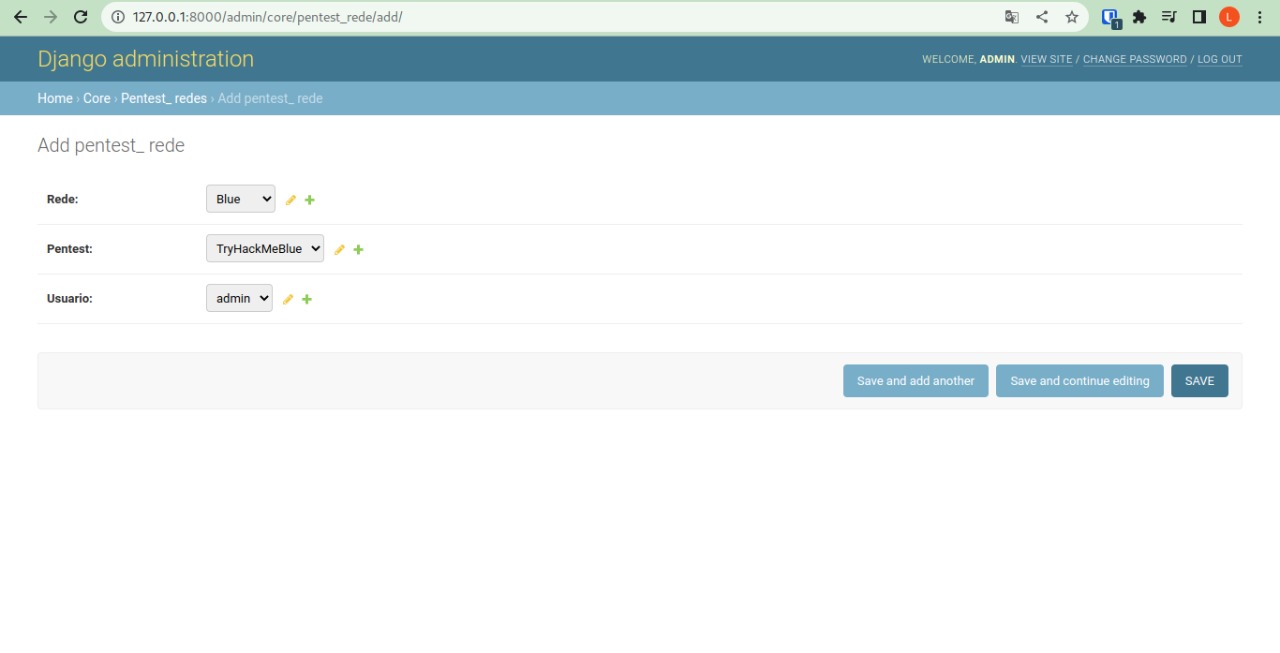 127.0.0.1:8000/admin/core/pentest_rede/add/
1
L
Django administration
WELCOME, ADMIN. VIEW SITE / CHANGE PASSWORD / LOG OUT
Home › Core › Pentest_ redes › Add pentest_ rede
Add pentest_ rede
Rede: Blue
Pentest: TryHackMeBlue
Usuario: admin
Save and add another Save and continue editing SAVE